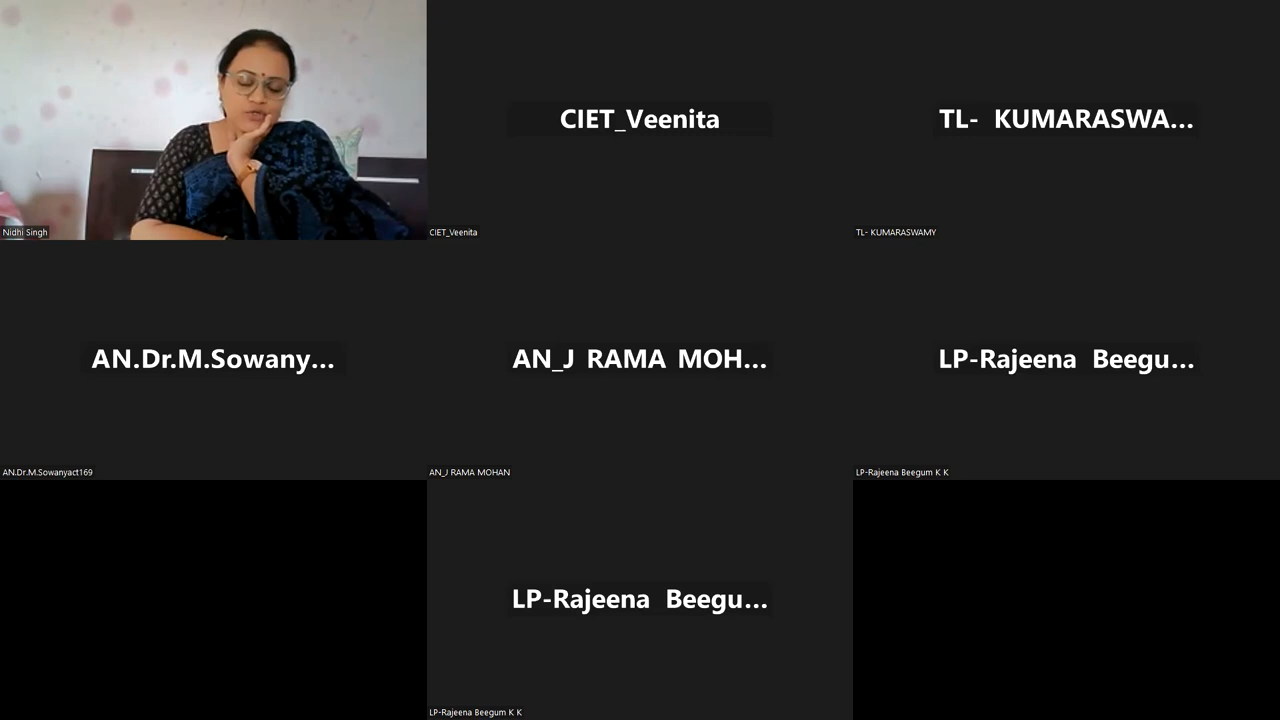 CIET_Veenita
TL- KUMARASWA...
Nidhi Singh
CIET_Veenita
TL- KUMARASWAMY
AN.Dr.M.Sowany...
AN_J RAMA MOH...
LP-Rajeena Beegu...
AN.Dr.M.Sowanyact169
AN_J RAMA MOHAN
LP-Rajeena Beegum K K
LP-Rajeena Beegu...
LP-Rajeena Beegum K K